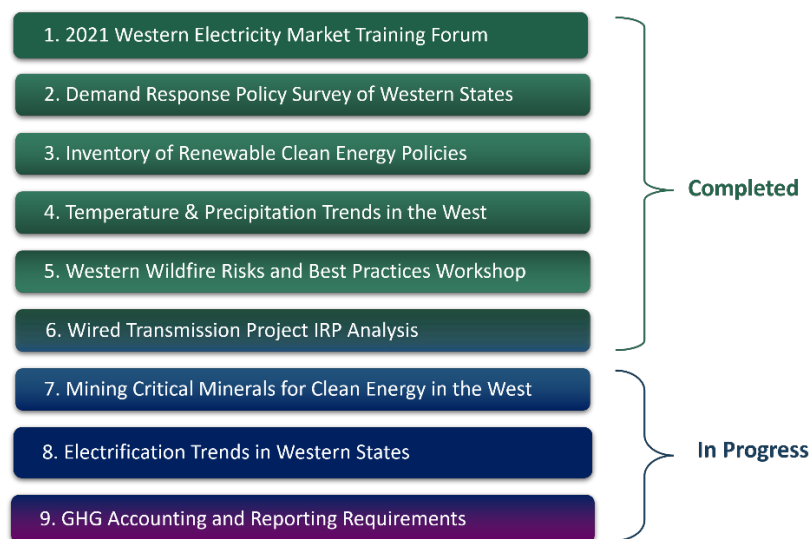 1. 2021 Western Electricity Market Training Forum
2. Demand Response Policy Survey of Western States
3. Inventory of Renewable Clean Energy Policies
4. Temperature & Precipitation Trends in the West
5. Western Wildfire Risks and Best Practices Workshop
6. Wired Transmission Project IRP Analysis
Completed
7. Mining Critical Minerals for Clean Energy in the West
8. Electrification Trends in Western States
9. GHG Accounting and Reporting Requirements
In Progress